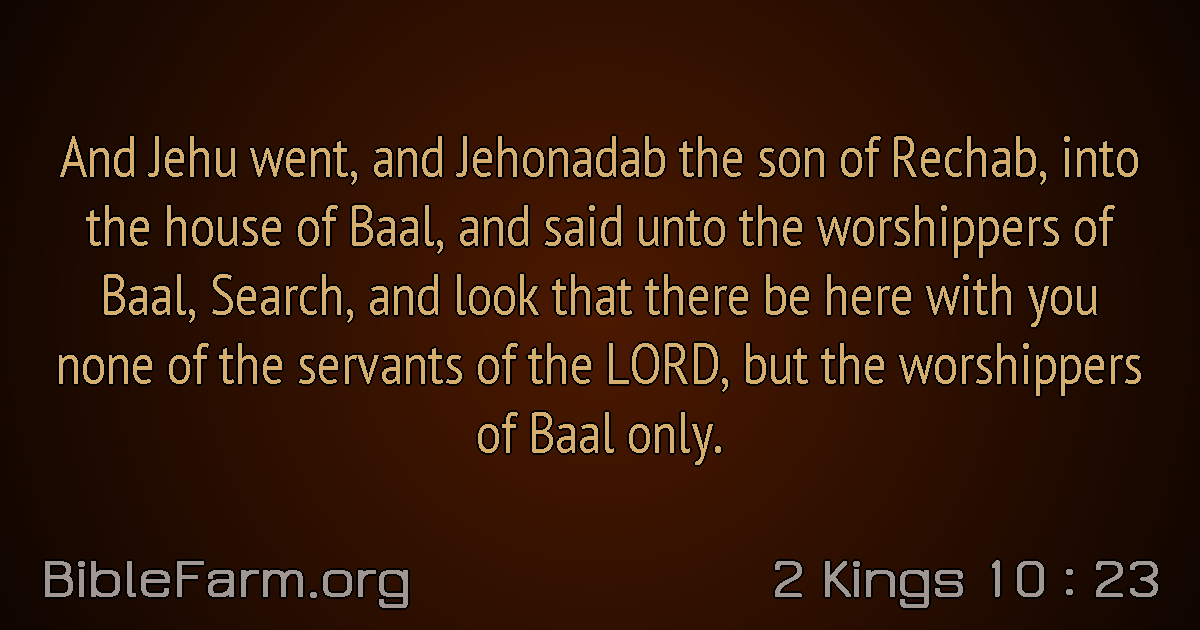 And Jehu went, and Jehonadab the son of Rechab, into
the house of Baal, and said unto the worshippers of
Baal, Search, and look that there be here with you
none of the servants of the LORD, but the worshippers
of Baal only.
BibleFarm.org
2 Kings 10 : 23